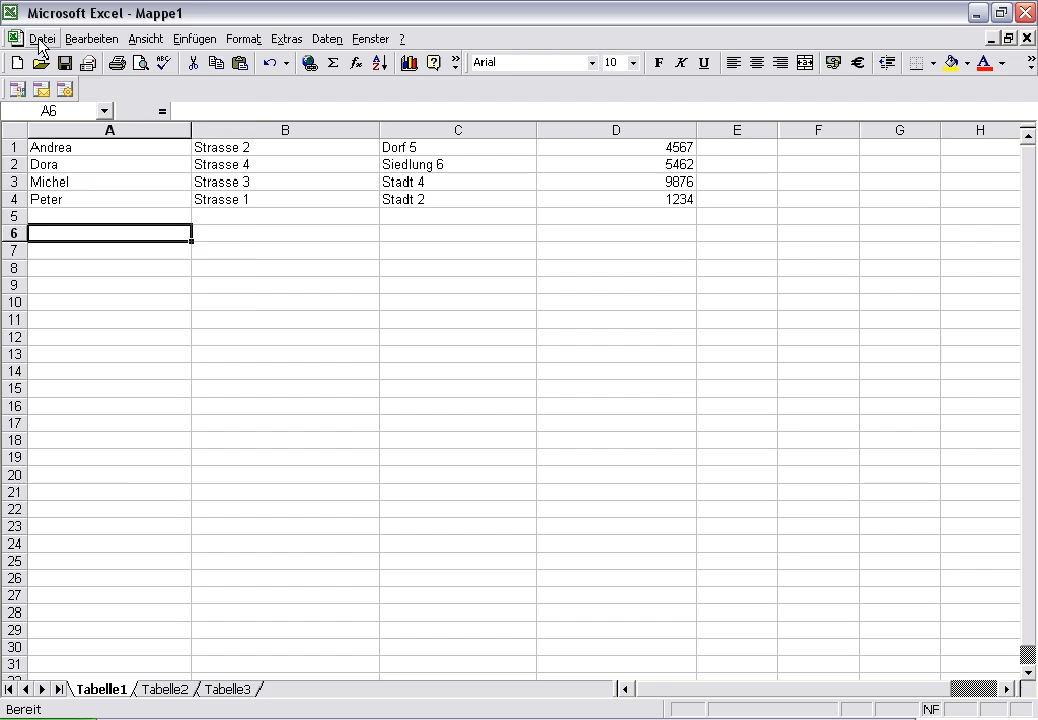 Microsoft Excel - Mappe1
Datei Bearbeiten Ansicht Einfügen Format Extras Daten Fenster ?
Arial 10 F K U
A6 =
A B C D E F G H
1 Andrea Strasse 2 Dorf 5 4567
2 Dora Strasse 4 Siedlung 6 5462
3 Michel Strasse 3 Stadt 4 9876
4 Peter Strasse 1 Stadt 2 1234
5
6
7
8
9
10
11
12
13
14
15
16
17
18
19
20
21
22
23
24
25
26
27
28
29
30
31
Tabelle1 Tabelle2 Tabelle3
Bereit NF